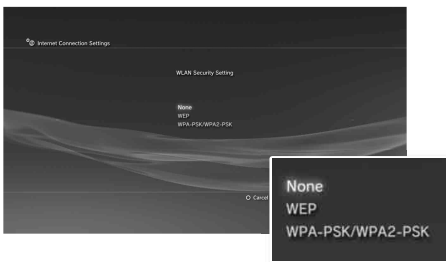 Internet Connection Settings
WLAN Security Setting
None
WEP
WPA-PSK/WPA2-PSK
Cancel
None
WEP
WPA-PSK/WPA2-PSK